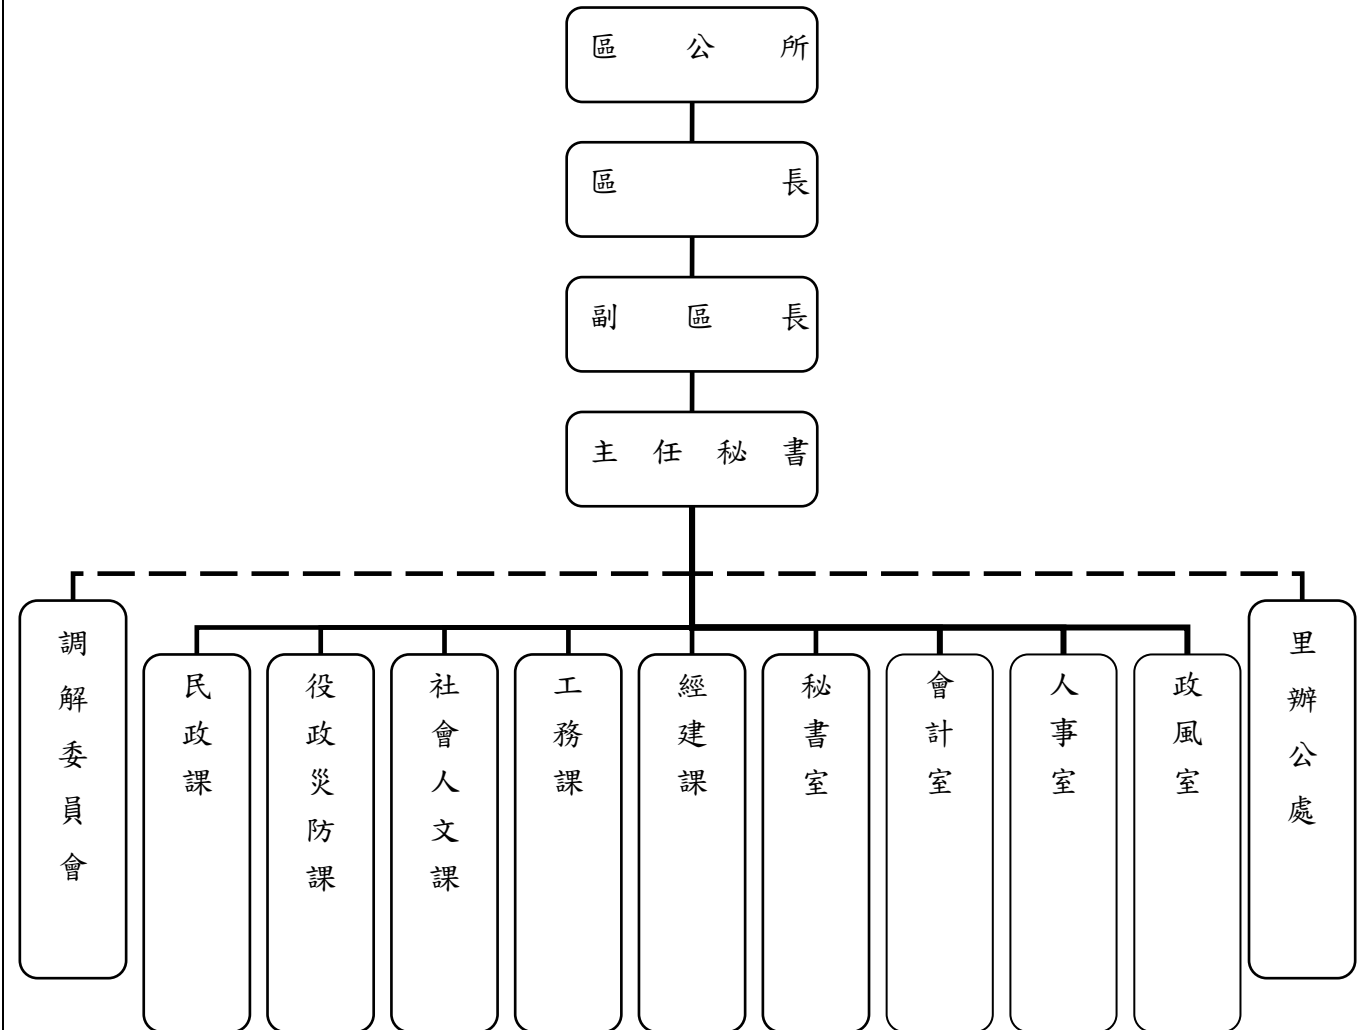 區公所
區長
副區長
主任秘書
調解委員會
民政課
役政災防課
社會人文課
工務課
經建課
秘書室
會計室
人事室
政風室
里辦公處